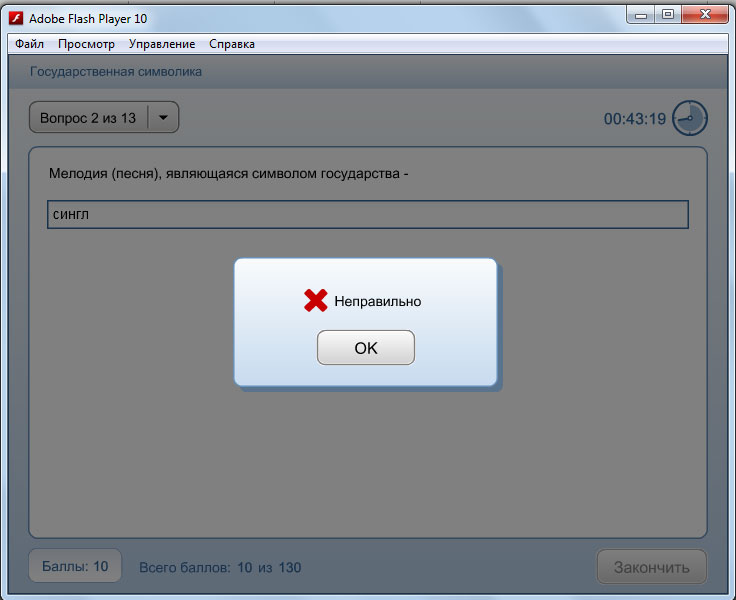 Adobe Flash Player 10
Файл Просмотр Управление Справка
Государственная символика
Вопрос 2 из 13
00:43:19
Мелодия (песня), являющаяся символом государства -
сингл
Неправильно
OK
Баллы: 10
Всего баллов: 10 из 130
Закончить